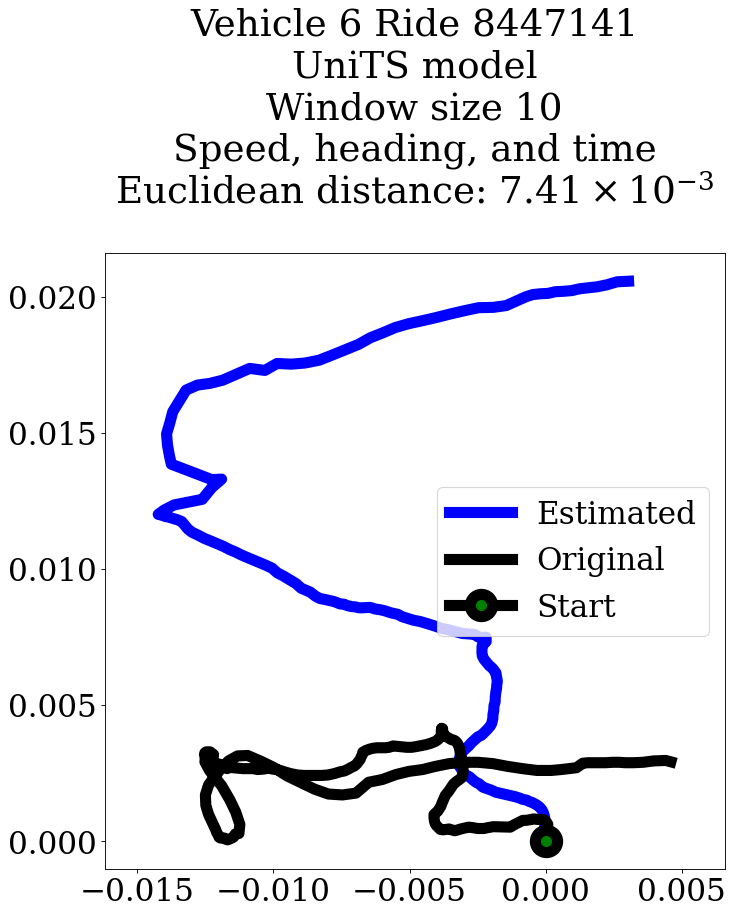 Vehicle 6 Ride 8447141
UniTS model
Window size 10
Speed, heading, and time
Euclidean distance: 7.41 × 10⁻³
0.020
0.015
0.010
0.005
0.000
Estimated
Original
Start
−0.015 −0.010 −0.005 0.000 0.005